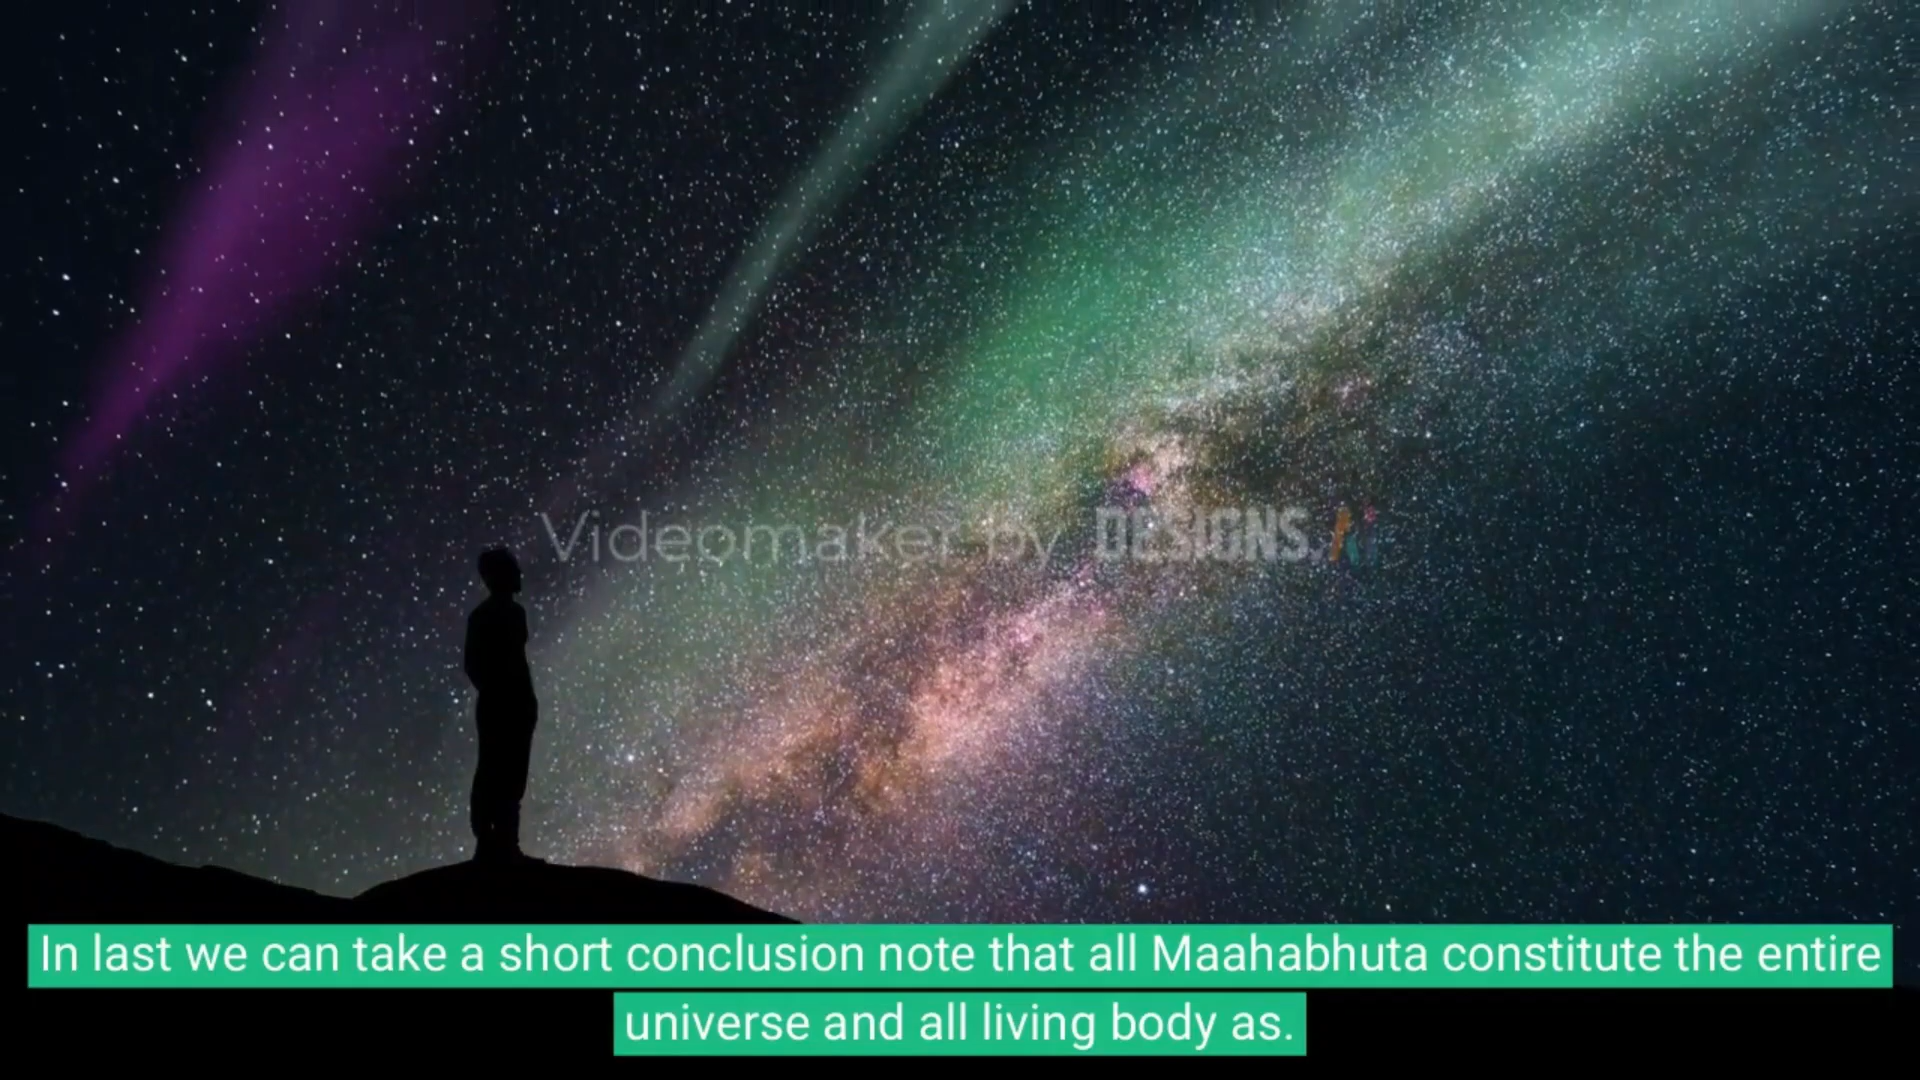 Videomaker by DESIGNS.AI
In last we can take a short conclusion note that all Maahabhuta constitute the entire
universe and all living body as.